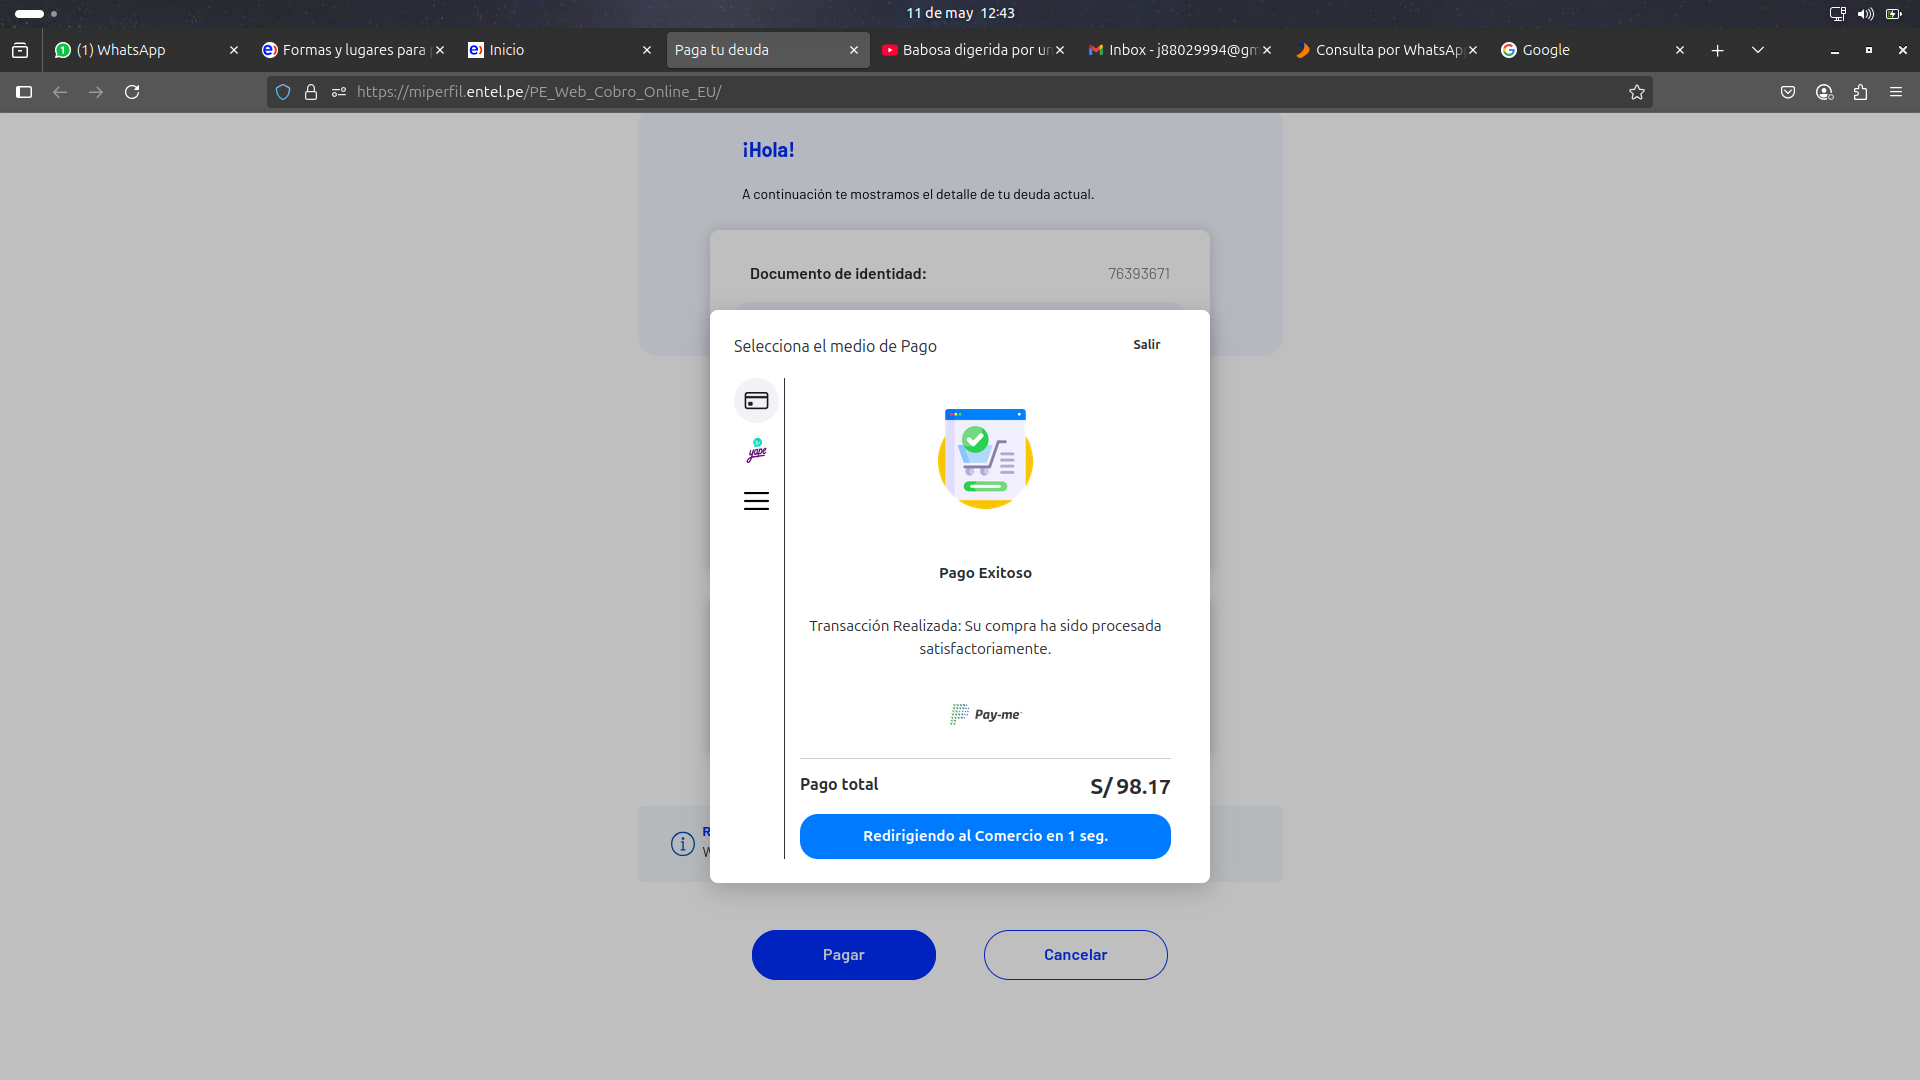 11 de may 12:43
(1) WhatsApp
Formas y lugares para
Inicio
Paga tu deuda
Babosa digerida por
Inbox - j88029994@gm
Consulta por WhatsAp
Google
https://miperfil.entel.pe/PE_Web_Cobro_Online_EU/
¡Hola!
A continuación te mostramos el detalle de tu deuda actual.
Documento de identidad: 76393671
Selecciona el medio de Pago
Salir
yape
Pago Exitoso
Transacción Realizada: Su compra ha sido procesada
satisfactoriamente.
Pay-me
Pago total S/ 98.17
Redirigiendo al Comercio en 1 seg.
Pagar
Cancelar